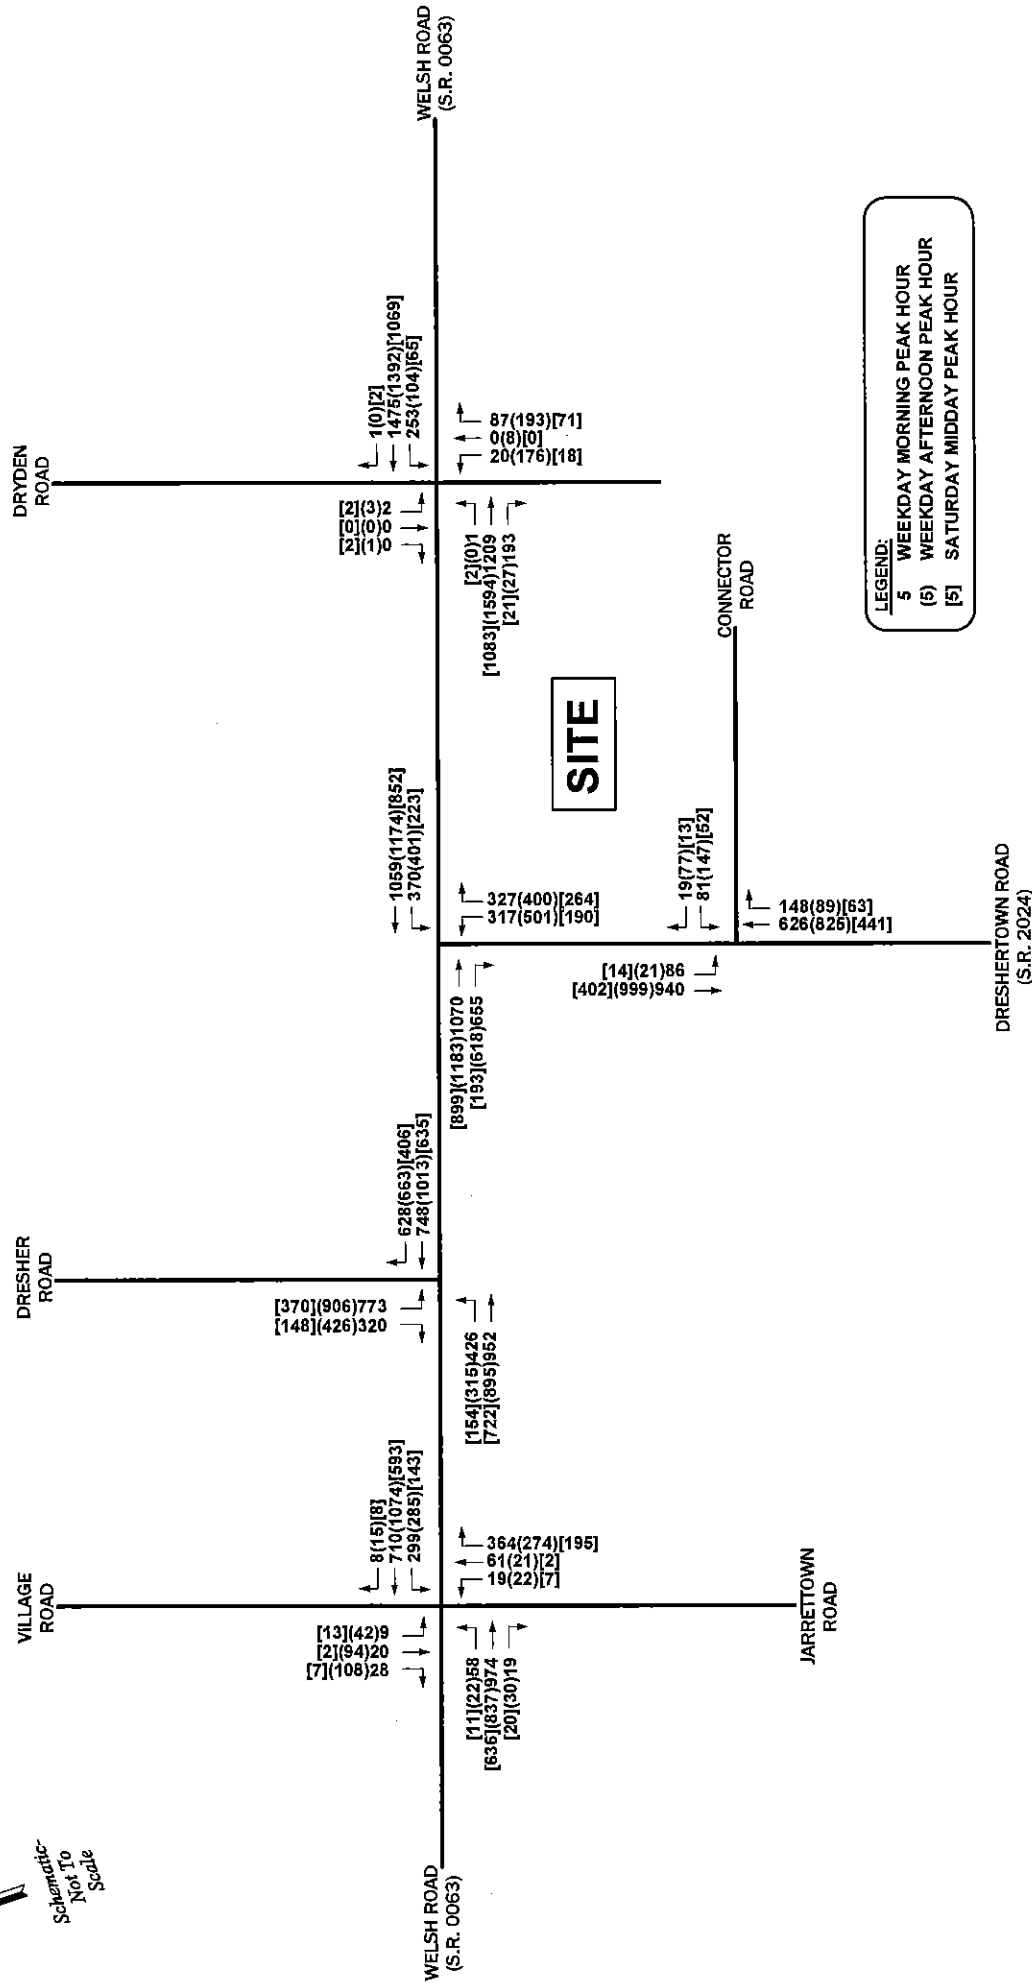 DRYDEN
ROAD
WELSH ROAD
(S.R. 0063)
1(0)[2]
1475(1392)[1069]
253(104)[65]
[2](3)2
[0](0)0
[2](1)0
87(193)[71]
0(8)[0]
20(176)[18]
[2](0)1
[1083](1594)1209
[21](27)193
SITE
CONNECTOR
ROAD
LEGEND:
5 WEEKDAY MORNING PEAK HOUR
(5) WEEKDAY AFTERNOON PEAK HOUR
[5] SATURDAY MIDDAY PEAK HOUR
1059(1174)[852]
370(401)[223]
327(400)[264]
317(501)[190]
19(77)[13]
81(147)[52]
148(89)[63]
626(825)[441]
[14](21)86
[402](999)940
[899](1183)1070
[193](618)655
DRESHERTOWN ROAD
(S.R. 2024)
DRESHER
ROAD
628(663)[406]
748(1013)[635]
[370](906)773
[148](426)320
[154](315)426
[722](895)952
VILLAGE
ROAD
8(15)[8]
710(1074)[593]
299(285)[143]
[13](42)9
[2](94)20
[7](108)28
364(274)[195]
61(21)[2]
19(22)[7]
[11](22)58
[636](837)974
[20](30)19
JARRETTOWN
ROAD
WELSH ROAD
(S.R. 0063)
Schematic-
Not To
Scale